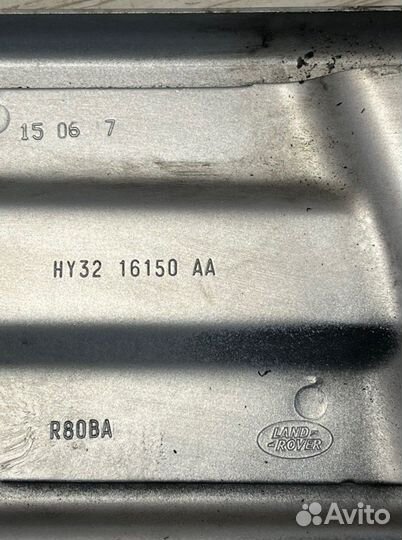 15 06 7
HY32 16150 AA
R80BA
LAND
ROVER
Avito